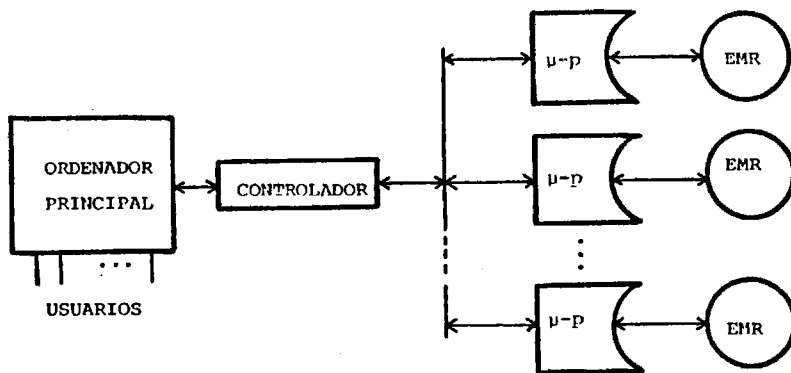 μ-p
EMR
ORDENADOR
PRINCIPAL
CONTROLADOR
μ-p
EMR
...
USUARIOS
μ-p
EMR